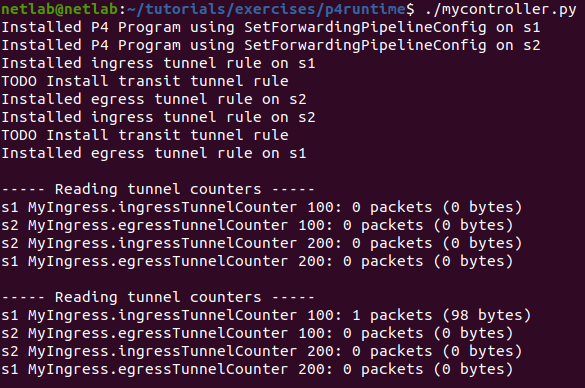 netlab@netlab:~/tutorials/exercises/p4runtime$ ./mycontroller.py
Installed P4 Program using SetForwardingPipelineConfig on s1
Installed P4 Program using SetForwardingPipelineConfig on s2
Installed ingress tunnel rule on s1
TODO Install transit tunnel rule
Installed egress tunnel rule on s2
Installed ingress tunnel rule on s2
TODO Install transit tunnel rule
Installed egress tunnel rule on s1
----- Reading tunnel counters -----
s1 MyIngress.ingressTunnelCounter 100: 0 packets (0 bytes)
s2 MyIngress.egressTunnelCounter 100: 0 packets (0 bytes)
s2 MyIngress.ingressTunnelCounter 200: 0 packets (0 bytes)
s1 MyIngress.egressTunnelCounter 200: 0 packets (0 bytes)
----- Reading tunnel counters -----
s1 MyIngress.ingressTunnelCounter 100: 1 packets (98 bytes)
s2 MyIngress.egressTunnelCounter 100: 0 packets (0 bytes)
s2 MyIngress.ingressTunnelCounter 200: 0 packets (0 bytes)
s1 MyIngress.egressTunnelCounter 200: 0 packets (0 bytes)